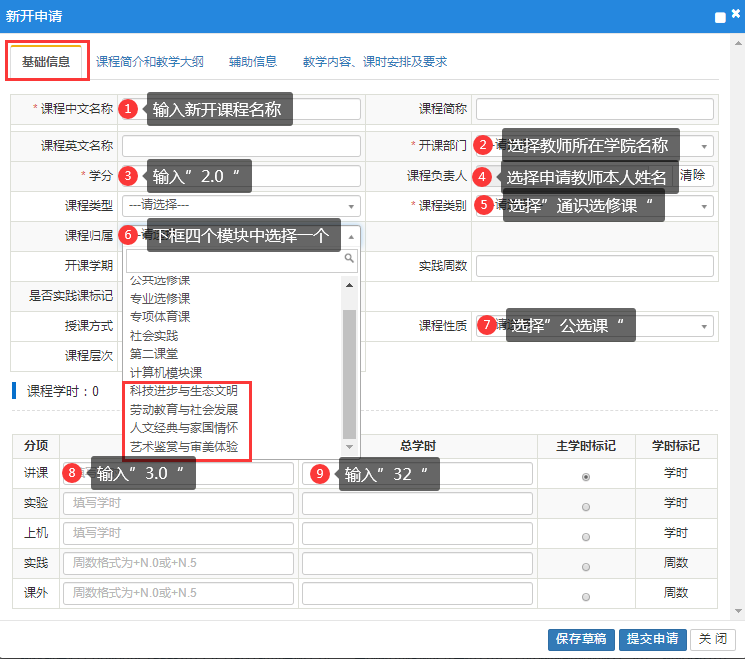 新开申请
基础信息 课程简介和教学大纲 辅助信息 教学内容、课时安排及要求
* 课程中文名称 1 输入新开课程名称 课程简称
课程英文名称 * 开课部门 2 选择教师所在学院名称
* 学分 3 输入”2.0“ 课程负责人 4 选择申请教师本人姓名 清除
课程类型 ---请选择--- * 课程类别 5 选择”通识选修课“
课程归属 6 下框四个模块中选择一个
开课学期 实践周数
公共选修课
是否实践课标记 专业选修课
专项体育课
授课方式 社会实践 课程性质 7 选择”公选课“
第二课堂
课程层次
计算机模块课
科技进步与生态文明
课程学时：0
劳动教育与社会发展
人文经典与家国情怀
艺术鉴赏与审美体验
分项 总学时 主学时标记 学时标记
讲课 8 输入”3.0“ 9 输入”32“ 学时
实验 填写学时 学时
上机 填写学时 学时
实践 周数格式为+N.0或+N.5 周数
课外 周数格式为+N.0或+N.5 周数
保存草稿 提交申请 关 闭